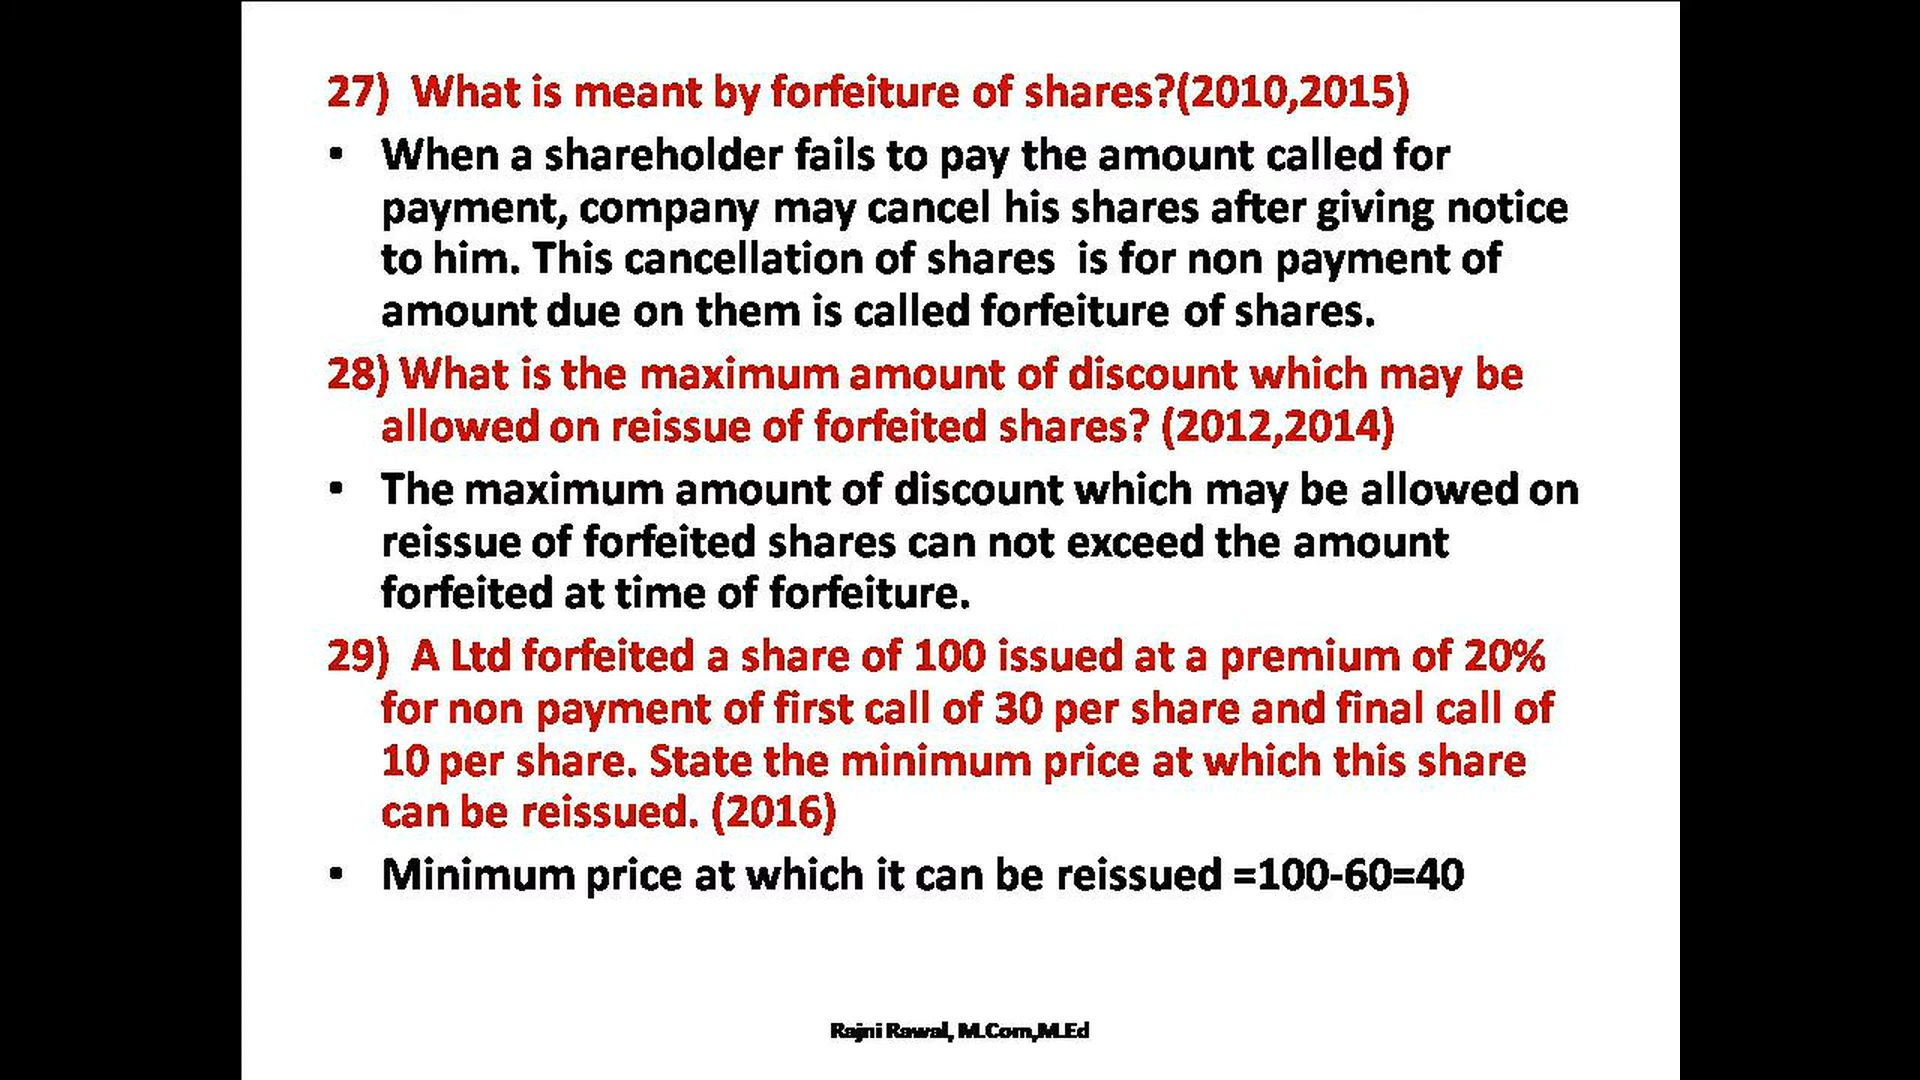 27) What is meant by forfeiture of shares?(2010,2015)
• When a shareholder fails to pay the amount called for
payment, company may cancel his shares after giving notice
to him. This cancellation of shares is for non payment of
amount due on them is called forfeiture of shares.
28) What is the maximum amount of discount which may be
allowed on reissue of forfeited shares? (2012,2014)
• The maximum amount of discount which may be allowed on
reissue of forfeited shares can not exceed the amount
forfeited at time of forfeiture.
29) A Ltd forfeited a share of 100 issued at a premium of 20%
for non payment of first call of 30 per share and final call of
10 per share. State the minimum price at which this share
can be reissued. (2016)
• Minimum price at which it can be reissued =100-60=40
Rajni Rawal, M.Com,M.Ed